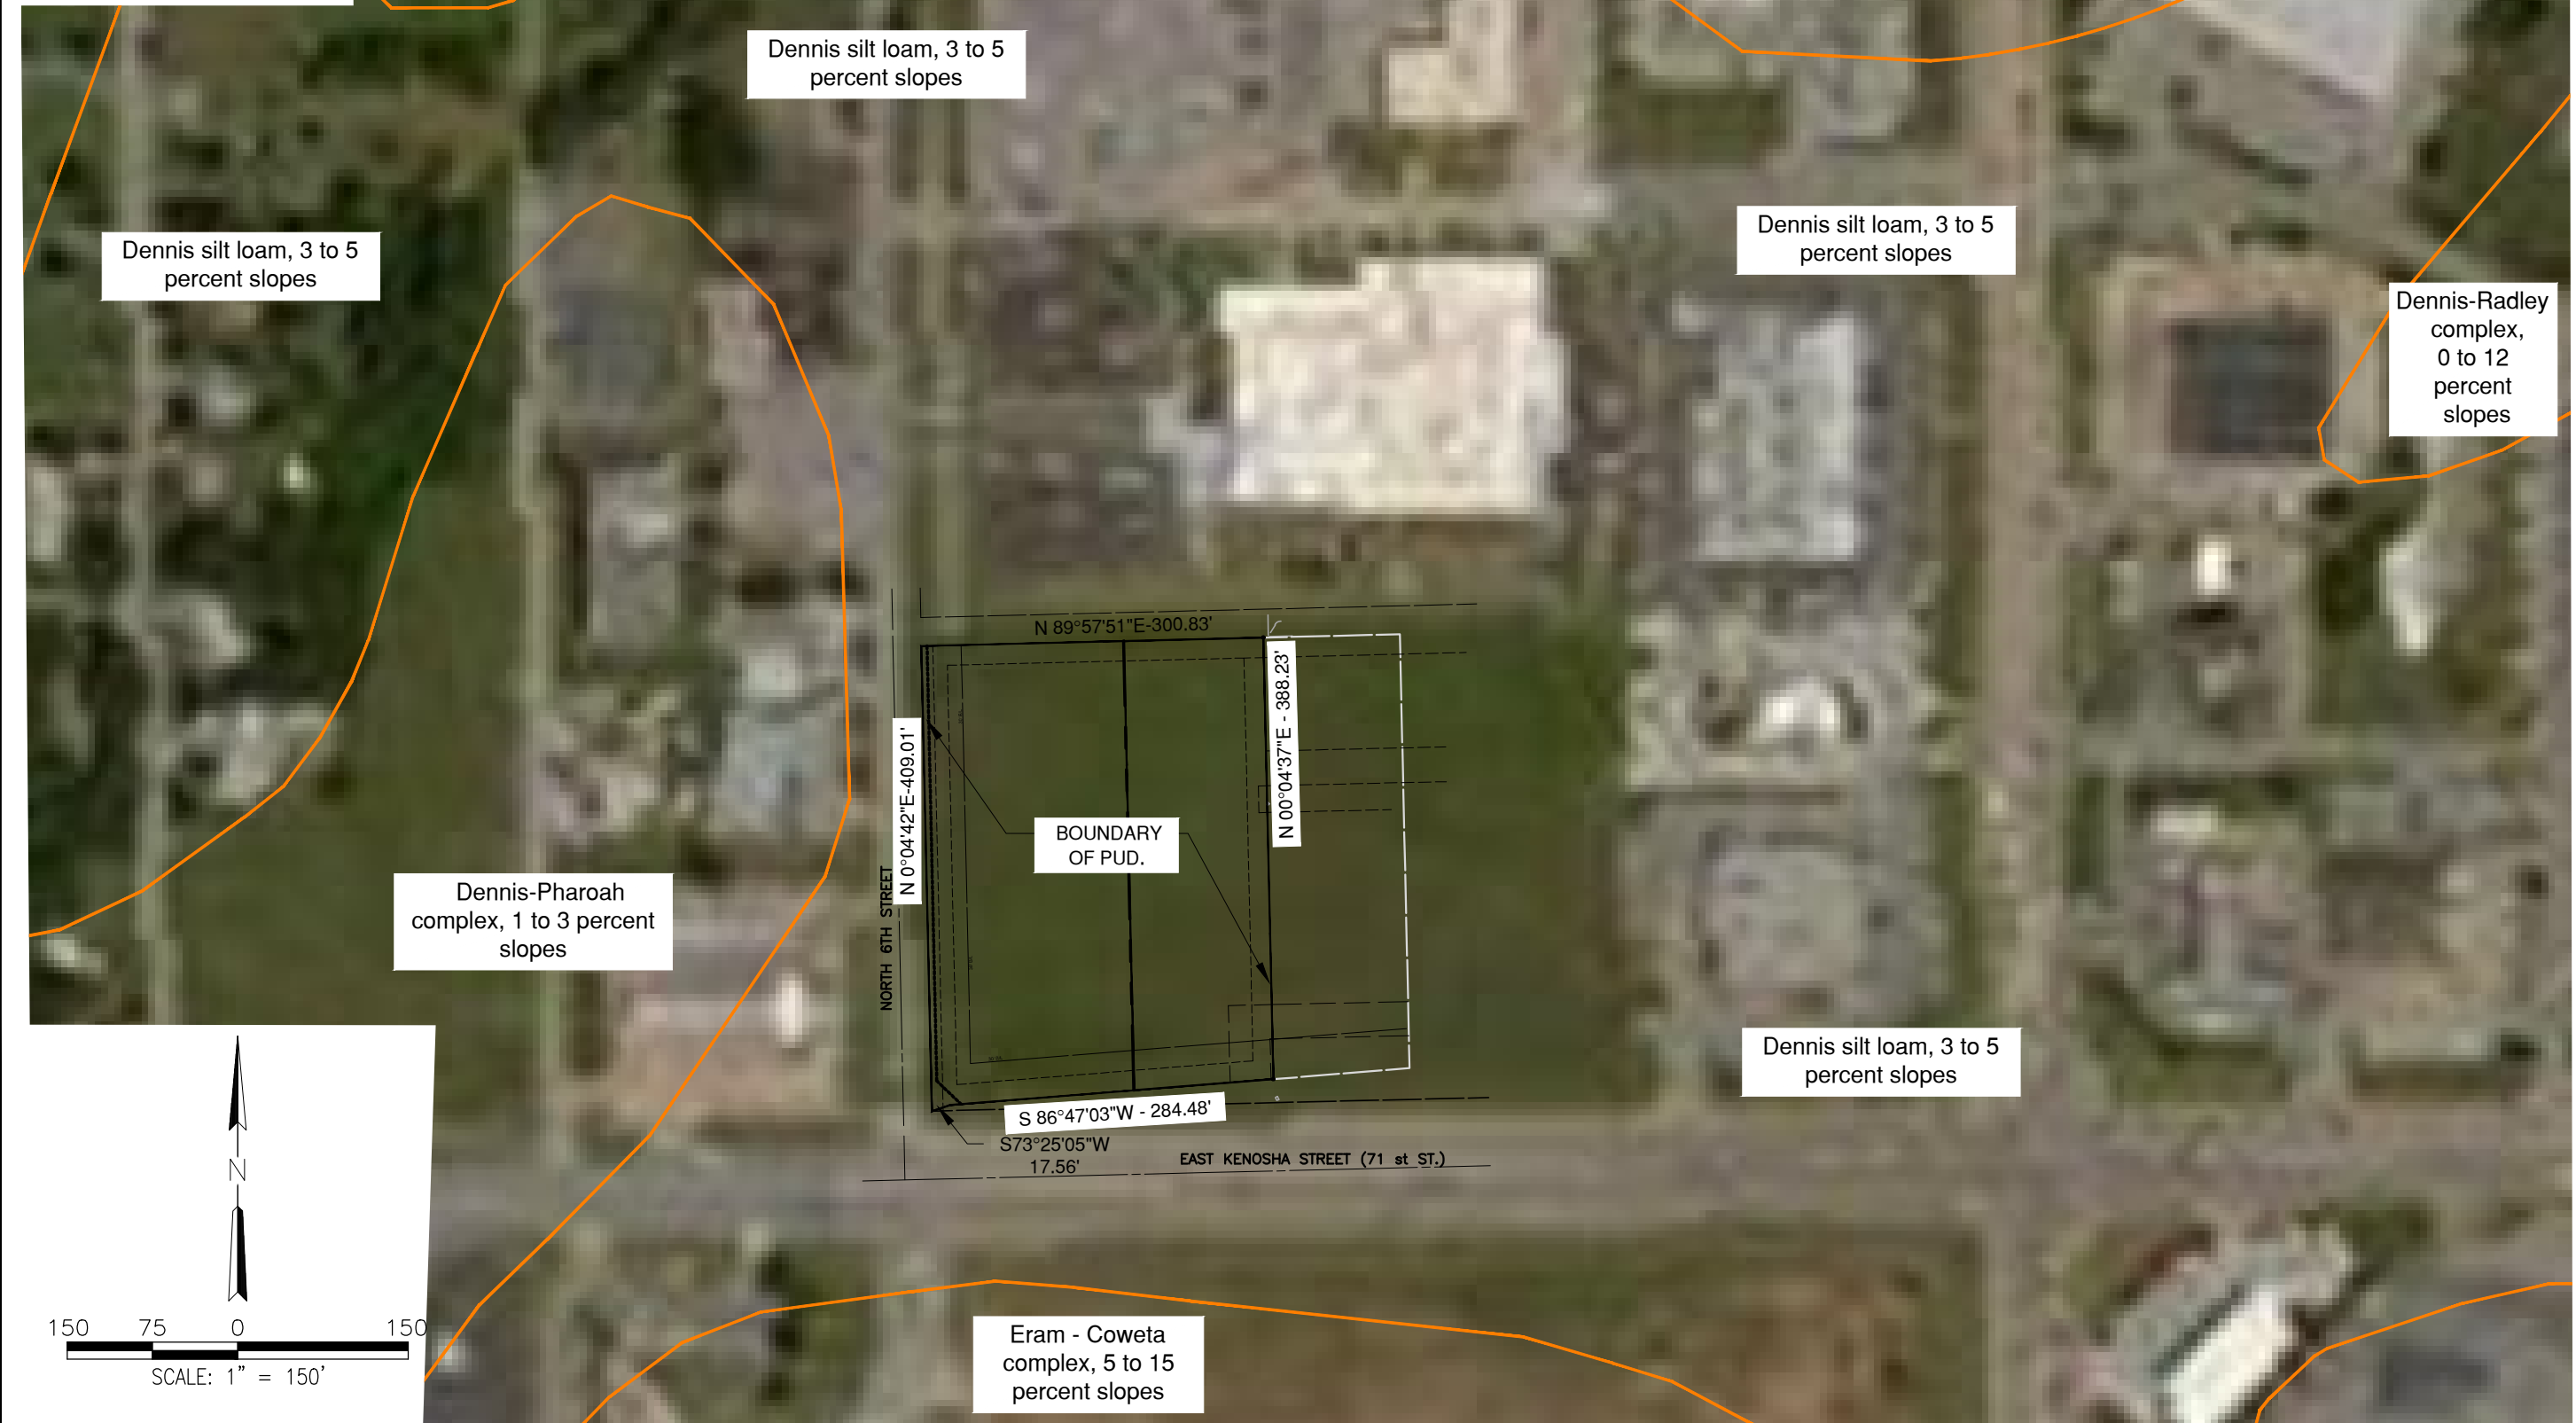 Dennis silt loam, 3 to 5
percent slopes
Dennis silt loam, 3 to 5
percent slopes
Dennis silt loam, 3 to 5
percent slopes
Dennis-Radley
complex,
0 to 12
percent
slopes
N 89°57'51"E-300.83'
N 00°04'37"E - 388.23'
N 0°04'42"E-409.01'
BOUNDARY
OF PUD.
NORTH 6TH STREET
Dennis-Pharoah
complex, 1 to 3 percent
slopes
Dennis silt loam, 3 to 5
percent slopes
S 86°47'03"W - 284.48'
S73°25'05"W
17.56'
EAST KENOSHA STREET (71 st ST.)
N
150 75 0 150
SCALE: 1" = 150'
Eram - Coweta
complex, 5 to 15
percent slopes